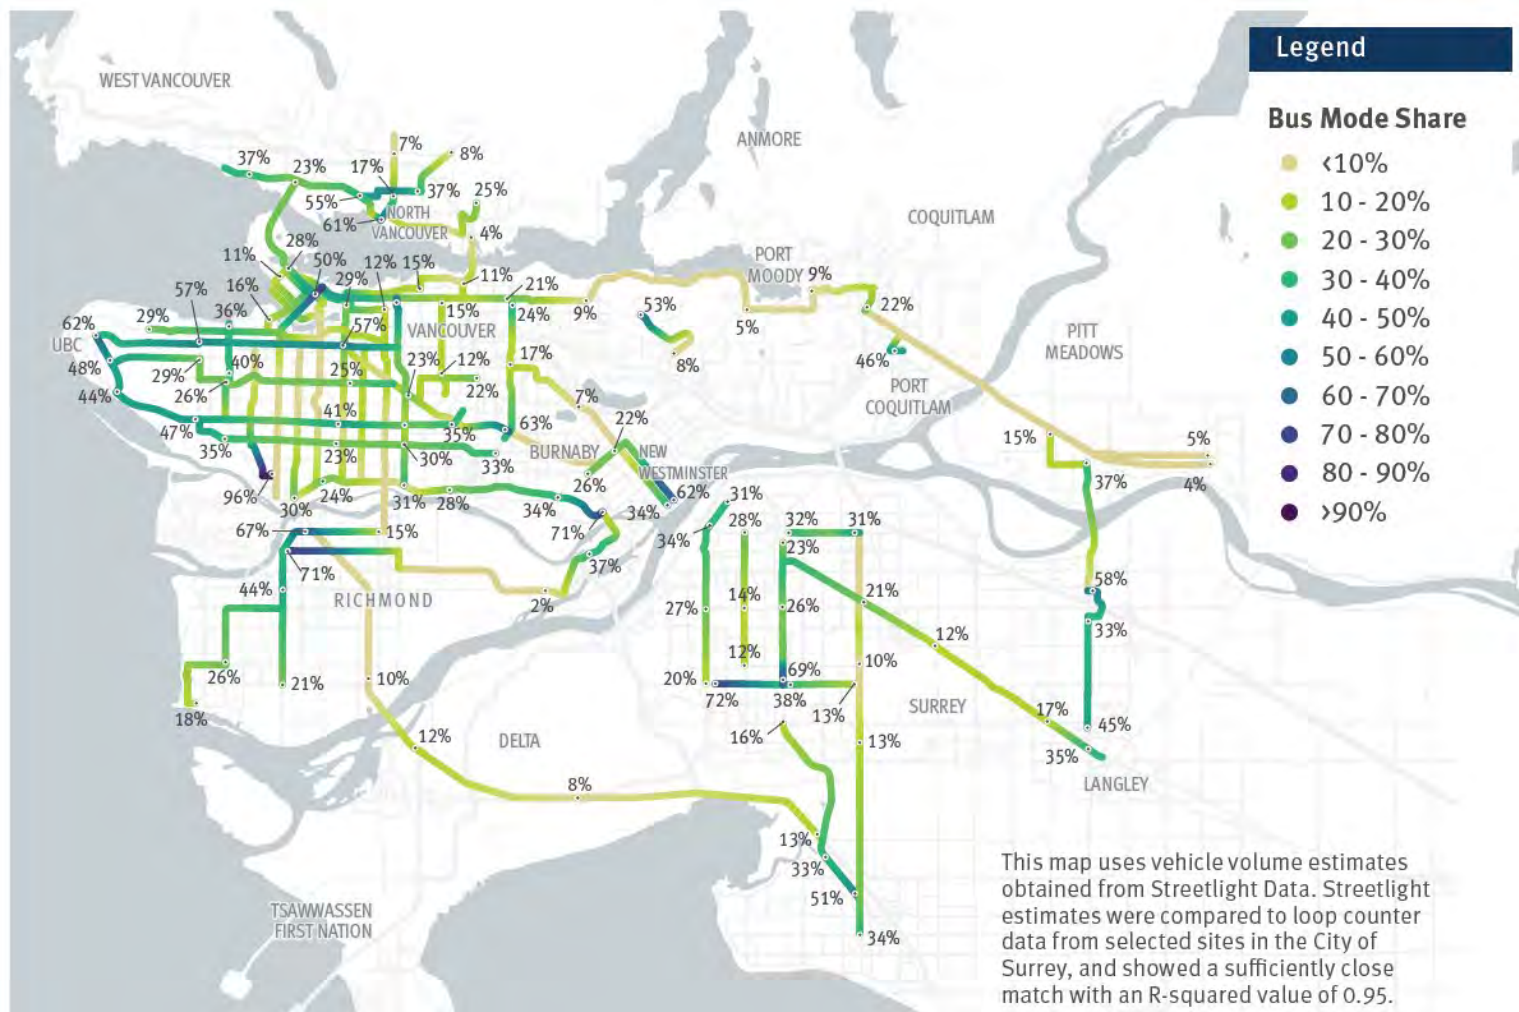 Legend
Bus Mode Share
<10%
10 - 20%
20 - 30%
30 - 40%
40 - 50%
50 - 60%
60 - 70%
70 - 80%
80 - 90%
>90%
WEST VANCOUVER
ANMORE
7%
8%
37%
23%
17%
37%
25%
55%
61%
NORTH
VANCOUVER
4%
COQUITLAM
PORT
MOODY
9%
28%
11%
50%
12%
15%
11%
16%
29%
21%
57%
36%
15%
24%
9%
53%
5%
22%
62%
29%
57%
VANCOUVER
UBC
PITT
MEADOWS
48%
29%
40%
25%
23%
12%
17%
8%
46%
44%
26%
22%
7%
PORT
COQUITLAM
47%
41%
35%
63%
22%
15%
5%
35%
23%
30%
33%
BURNABY
NEW
WESTMINSTER
4%
37%
96%
30%
24%
31%
28%
26%
62%
34%
34%
31%
67%
15%
71%
34%
28%
32%
31%
23%
71%
37%
44%
RICHMOND
2%
58%
27%
14%
26%
21%
33%
12%
12%
26%
21%
10%
20%
72%
69%
38%
10%
13%
18%
SURREY
17%
45%
12%
DELTA
16%
13%
35%
LANGLEY
8%
13%
33%
51%
34%
TSAWWASSEN
FIRST NATION
This map uses vehicle volume estimates
obtained from Streetlight Data. Streetlight
estimates were compared to loop counter
data from selected sites in the City of
Surrey, and showed a sufficiently close
match with an R-squared value of 0.95.